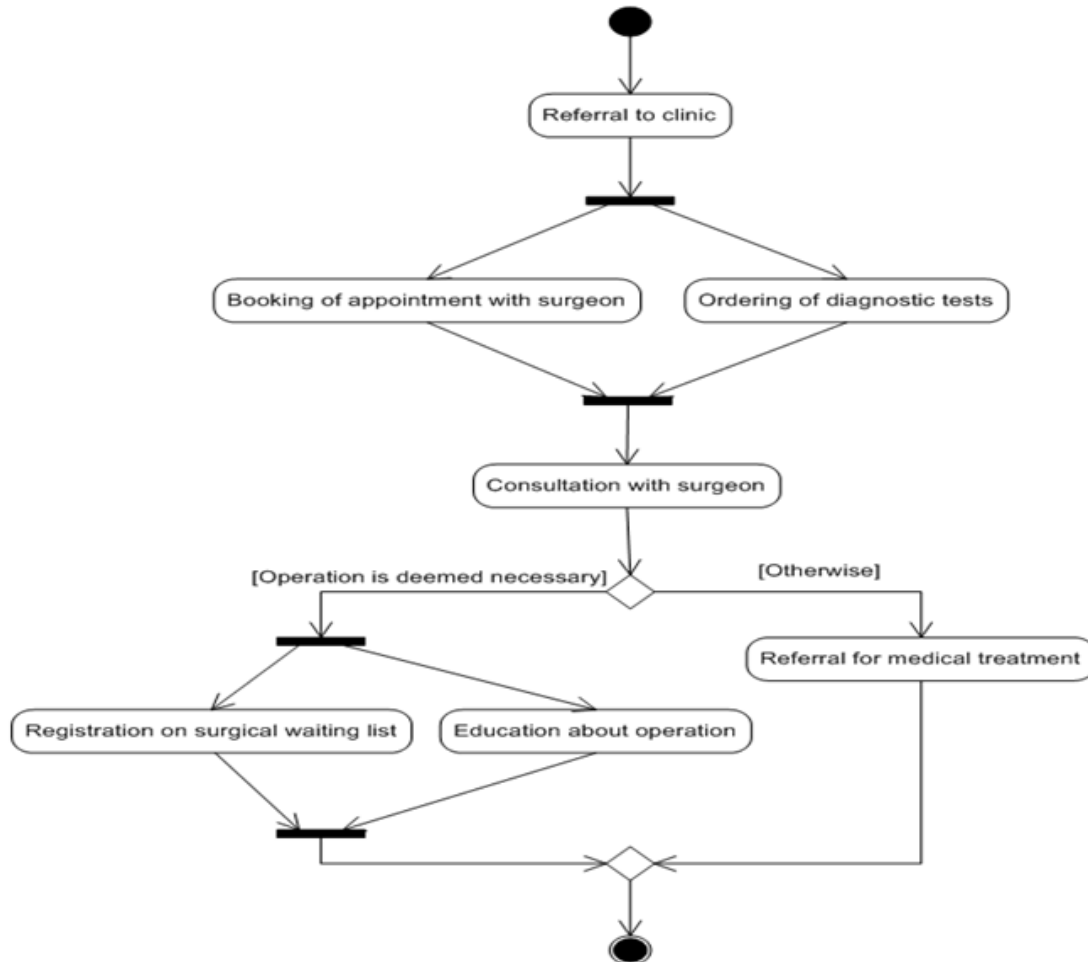 Referral to clinic
Booking of appointment with surgeon
Ordering of diagnostic tests
Consultation with surgeon
[Operation is deemed necessary]
[Otherwise]
Referral for medical treatment
Registration on surgical waiting list
Education about operation